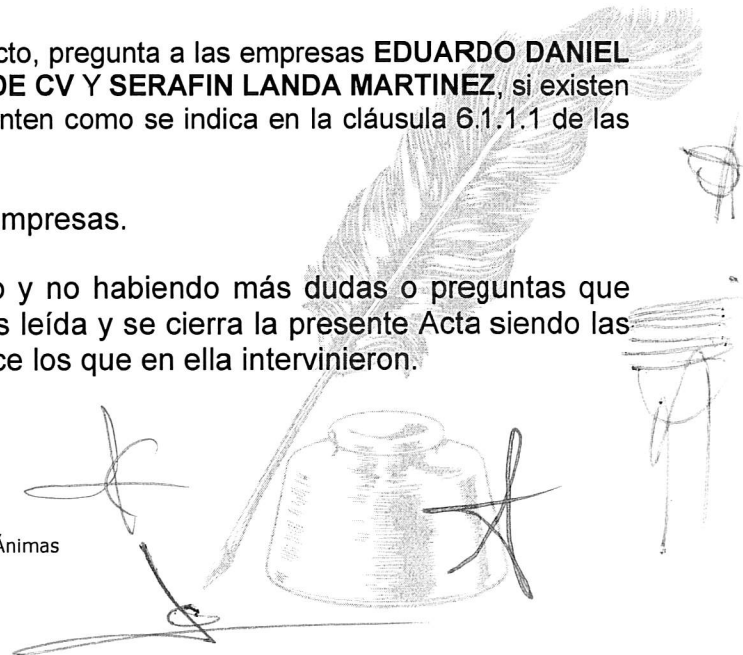 cto, pregunta a las empresas EDUARDO DANIEL
DE CV Y SERAFIN LANDA MARTINEZ, si existen
nten como se indica en la cláusula 6.1.1.1 de las
mpresas.
o y no habiendo más dudas o preguntas que
s leída y se cierra la presente Acta siendo las
ce los que en ella intervinieron.
Ánimas